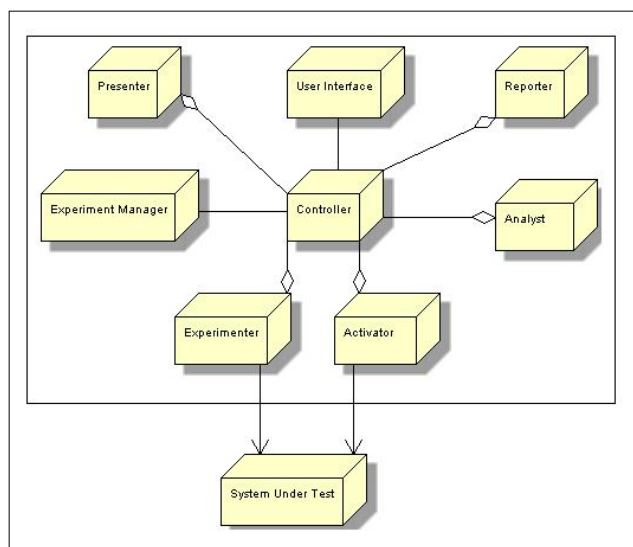 Presenter
User Interface
Reporter
Experiment Manager
Controller
Analyst
Experimenter
Activator
System Under Test